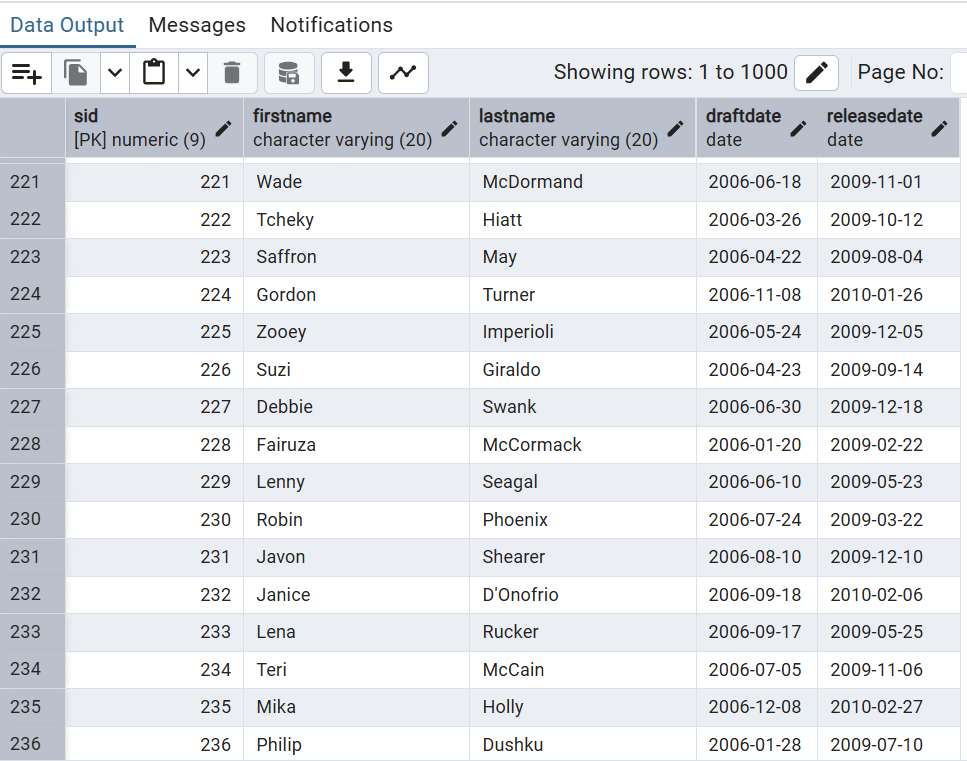 Data Output Messages Notifications
Showing rows: 1 to 1000 Page No:
sid firstname lastname draftdate releasedate
[PK] numeric (9) character varying (20) character varying (20) date date
221 221 Wade McDormand 2006-06-18 2009-11-01
222 222 Tcheky Hiatt 2006-03-26 2009-10-12
223 223 Saffron May 2006-04-22 2009-08-04
224 224 Gordon Turner 2006-11-08 2010-01-26
225 225 Zooey Imperioli 2006-05-24 2009-12-05
226 226 Suzi Giraldo 2006-04-23 2009-09-14
227 227 Debbie Swank 2006-06-30 2009-12-18
228 228 Fairuza McCormack 2006-01-20 2009-02-22
229 229 Lenny Seagal 2006-06-10 2009-05-23
230 230 Robin Phoenix 2006-07-24 2009-03-22
231 231 Javon Shearer 2006-08-10 2009-12-10
232 232 Janice D'Onofrio 2006-09-18 2010-02-06
233 233 Lena Rucker 2006-09-17 2009-05-25
234 234 Teri McCain 2006-07-05 2009-11-06
235 235 Mika Holly 2006-12-08 2010-02-27
236 236 Philip Dushku 2006-01-28 2009-07-10